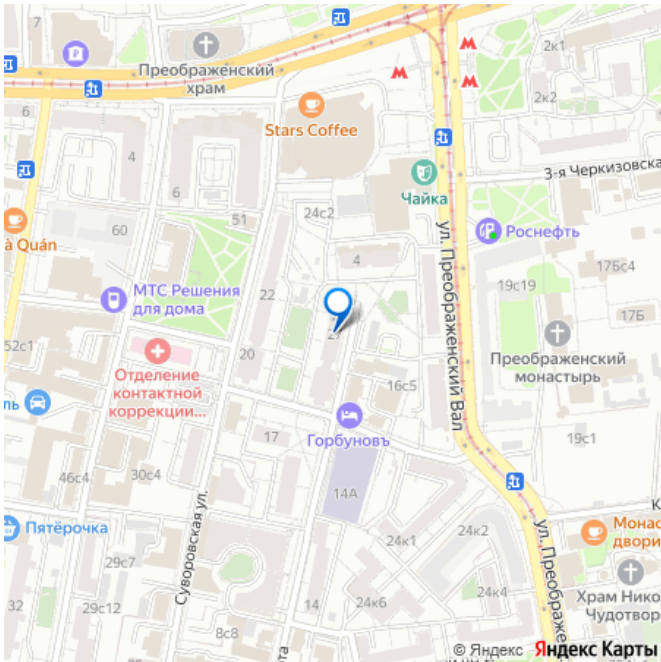 7
2к1
Преображенский
храм
2к2
6
Stars Coffee
4
3-я Черкизовска
6
Чайка
24с2
51
60
Роснефть
à Quán
4
17Бс4
19с19
МТС Решения
для дома
22
ул. Преображенский Вал
17Б
27
52с1
20
Преображенский
монастырь
Отделение
контактной
коррекции...
16с5
ль
Горбуновъ
17
19с1
46с4
30с4
14А
Суворовская ул.
Пятёрочка
24к1
24к2
К
Монас
двори
ул. Преображе
29с7
24к4
Храм Нико
Чудотвор
32
29с12
14
24к6
8с8
© Яндекс
Яндекс Карты